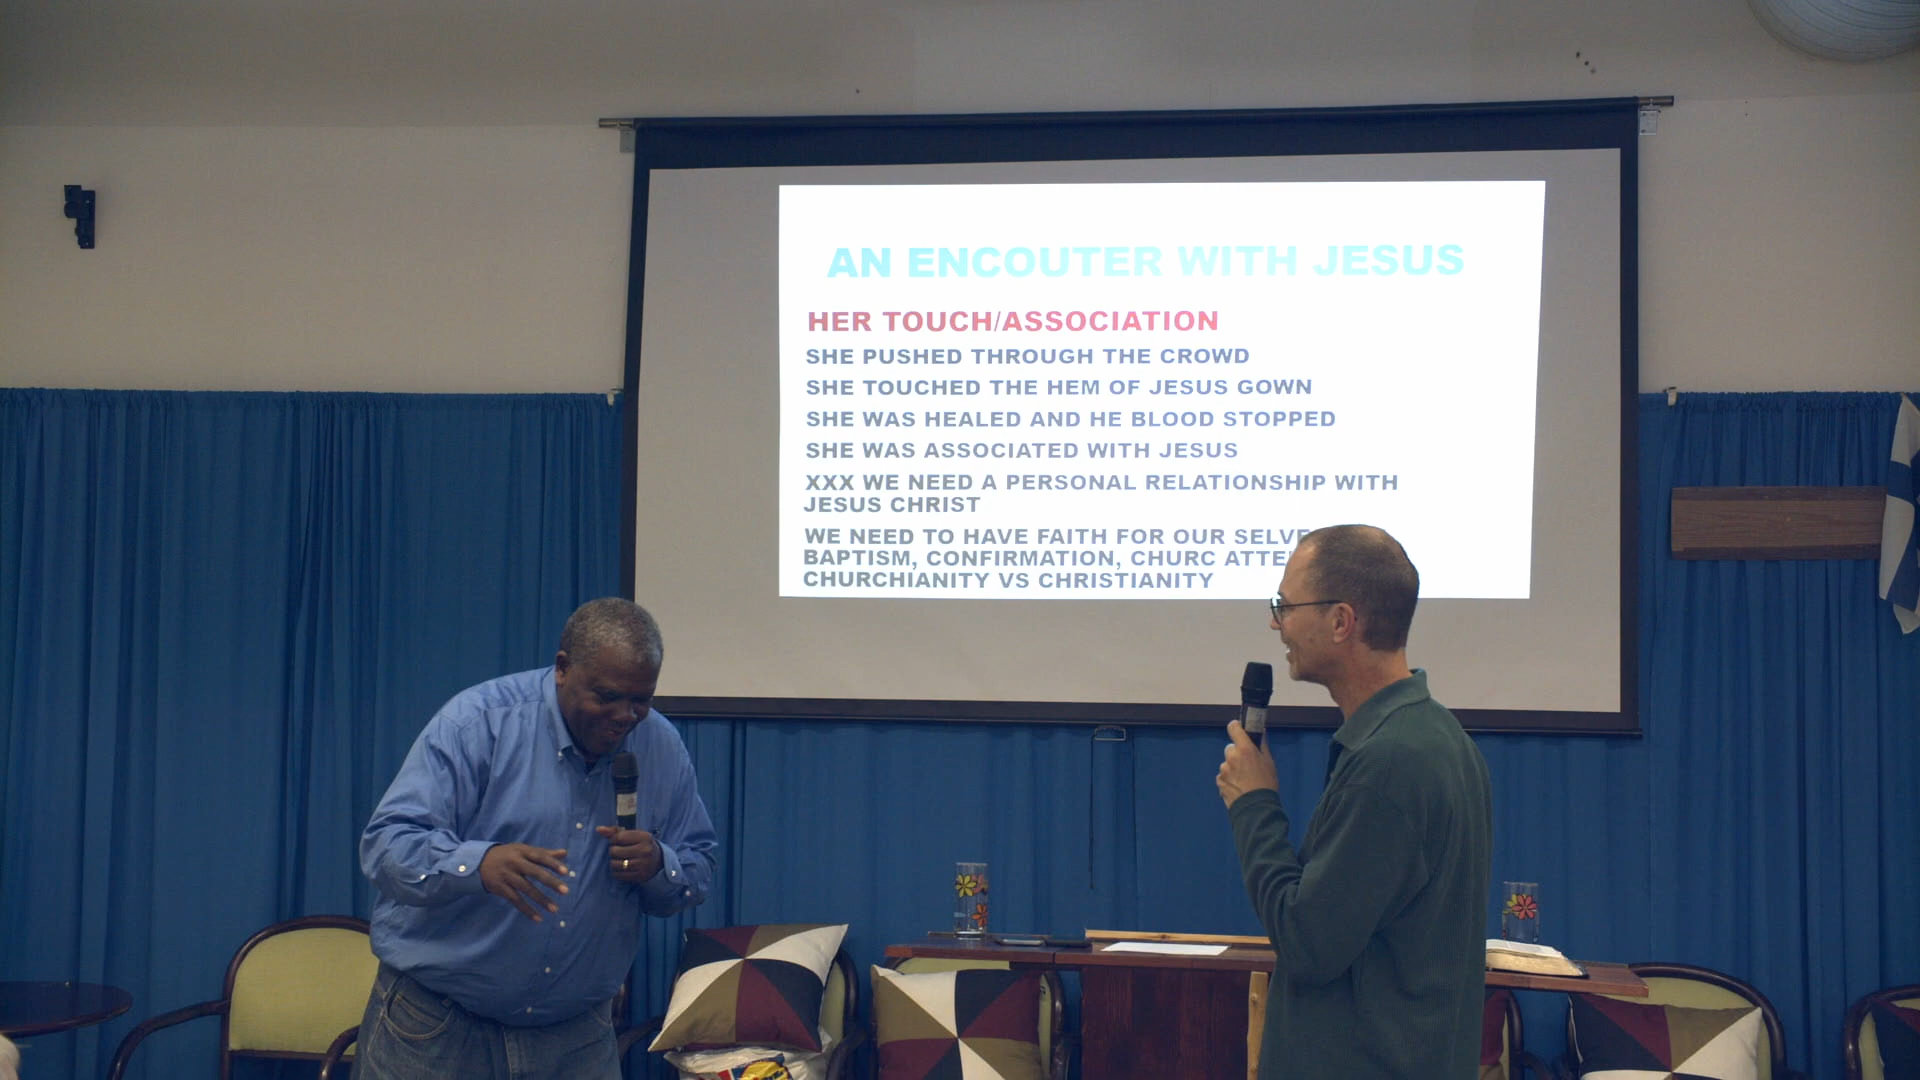 AN ENCOUTER WITH JESUS
HER TOUCH/ASSOCIATION
SHE PUSHED THROUGH THE CROWD
SHE TOUCHED THE HEM OF JESUS GOWN
SHE WAS HEALED AND HE BLOOD STOPPED
SHE WAS ASSOCIATED WITH JESUS
XXX WE NEED A PERSONAL RELATIONSHIP WITH
JESUS CHRIST
WE NEED TO HAVE FAITH FOR OUR
BAPTISM, CONFIRMATION, CHURC
CHURCHIANITY VS CHRISTIANITY